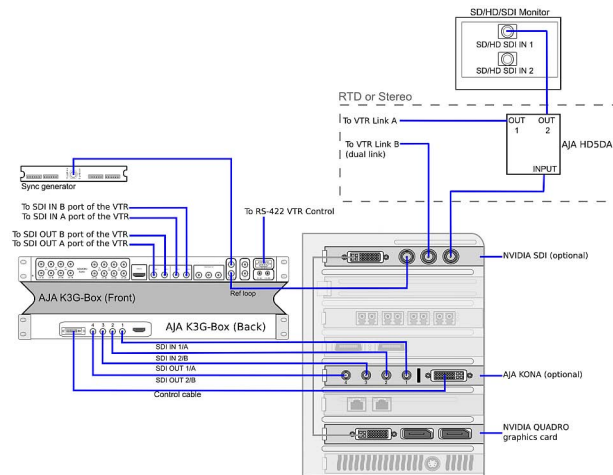 SD/HD/SDI Monitor
SD/HD SDI IN 1
SD/HD SDI IN 2
RTD or Stereo
To VTR Link A
OUT
1
OUT
2
AJA HD5DA
To VTR Link B
(dual link)
INPUT
Sync generator
To SDI IN B port of the VTR
To SDI IN A port of the VTR
To SDI OUT B port of the VTR
To SDI OUT A port of the VTR
To RS-422 VTR Control
NVIDIA SDI (optional)
Ref loop
AJA K3G-Box (Front)
AJA K3G-Box (Back)
4 3 2 1
SDI IN 1/A
SDI IN 2/B
SDI OUT 1/A
SDI OUT 2/B
Control cable
4 3 2 1
AJA KONA (optional)
NVIDIA QUADRO
graphics card